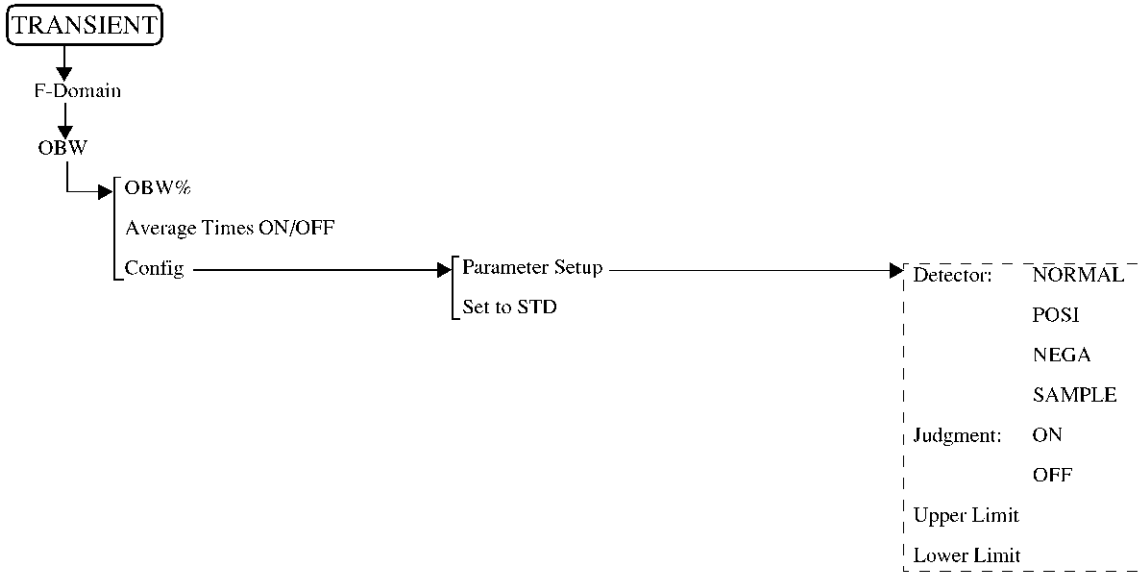 TRANSIENT
F-Domain
OBW
OBW%
Average Times ON/OFF
Config
Parameter Setup
Set to STD
Detector: NORMAL
POSI
NEGA
SAMPLE
Judgment: ON
OFF
Upper Limit
Lower Limit